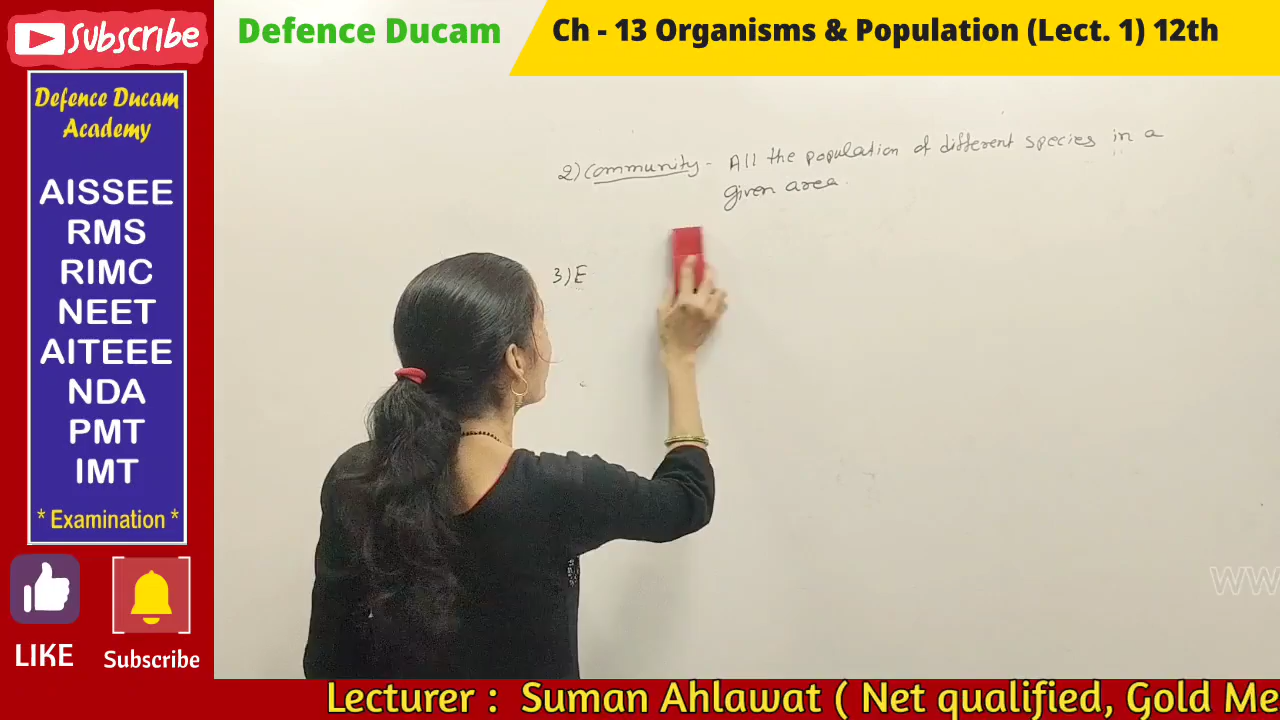 Subscribe
Defence Ducam
Ch - 13 Organisms & Population (Lect. 1) 12th
Defence Ducam
Academy
AISSEE
RMS
RIMC
NEET
AITEEE
NDA
PMT
IMT
* Examination *
LIKE
Subscribe
2) Community - All the population of different species in a
given area.
3) E
ww
Lecturer : Suman Ahlawat ( Net qualified, Gold Me